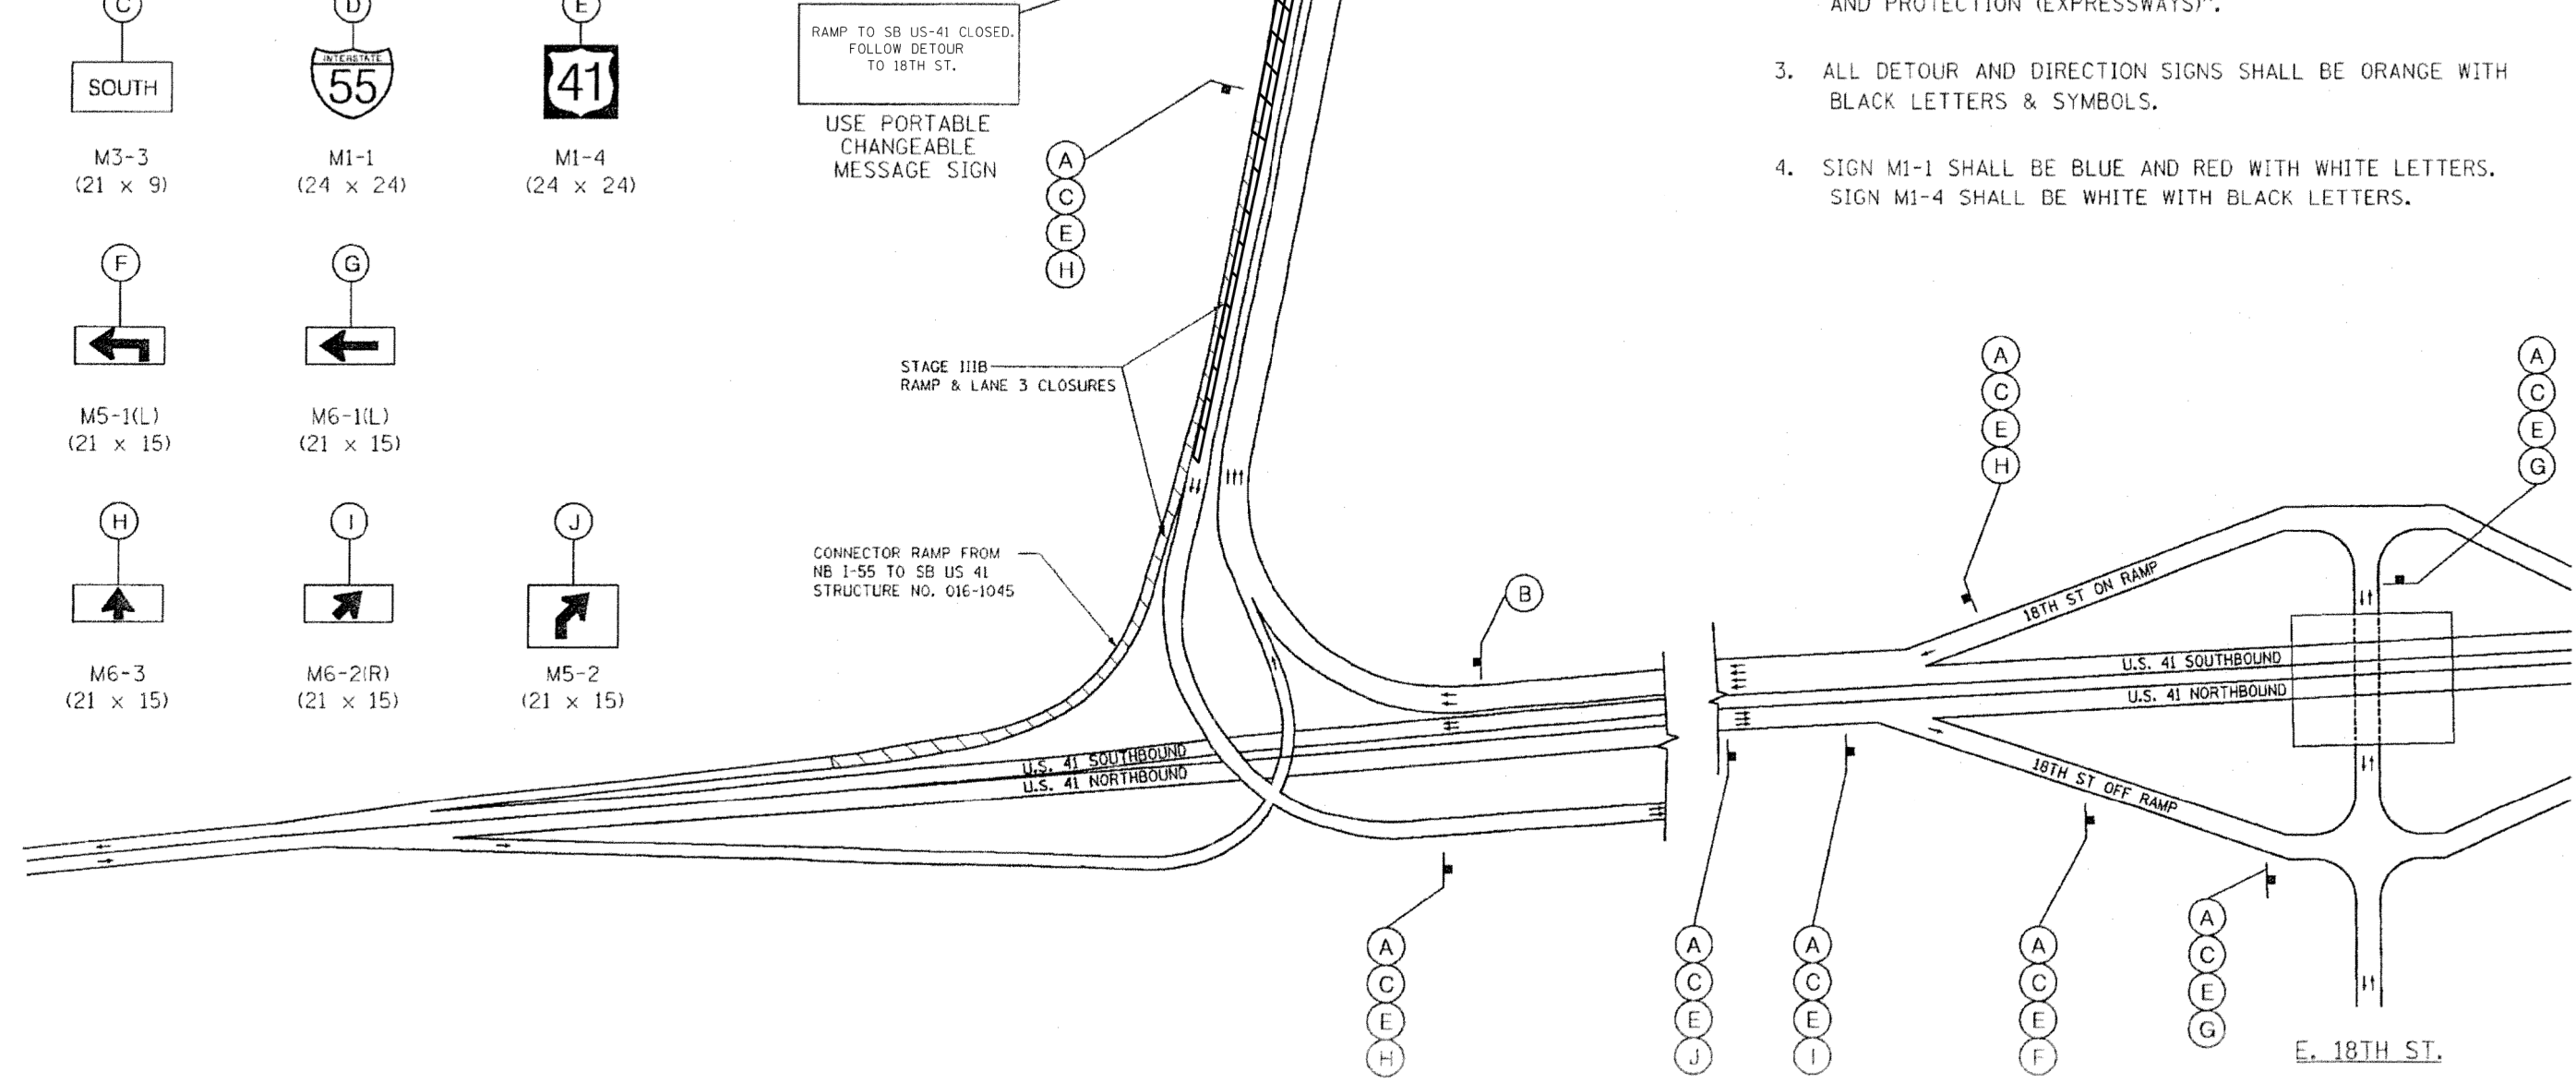 C
D
E
SOUTH
INTERSTATE
55
41
M3-3
(21 x 9)
M1-1
(24 x 24)
M1-4
(24 x 24)
F
G
M5-1(L)
(21 x 15)
M6-1(L)
(21 x 15)
H
I
J
M6-3
(21 x 15)
M6-2(R)
(21 x 15)
M5-2
(21 x 15)
RAMP TO SB US-41 CLOSED.
FOLLOW DETOUR
TO 18TH ST.
USE PORTABLE
CHANGEABLE
MESSAGE SIGN
A
C
E
H
STAGE IIIB
RAMP & LANE 3 CLOSURES
CONNECTOR RAMP FROM
NB I-55 TO SB US 41
STRUCTURE NO. 016-1045
AND PROTECTION (EXPRESSWAYS)".
3. ALL DETOUR AND DIRECTION SIGNS SHALL BE ORANGE WITH
BLACK LETTERS & SYMBOLS.
4. SIGN M1-1 SHALL BE BLUE AND RED WITH WHITE LETTERS.
SIGN M1-4 SHALL BE WHITE WITH BLACK LETTERS.
A
C
E
H
A
C
E
G
B
18TH ST ON RAMP
U.S. 41 SOUTHBOUND
U.S. 41 NORTHBOUND
U.S. 41 SOUTHBOUND
U.S. 41 NORTHBOUND
18TH ST OFF RAMP
A
C
E
H
A
C
E
J
A
C
E
I
A
C
E
F
A
C
E
G
E. 18TH ST.